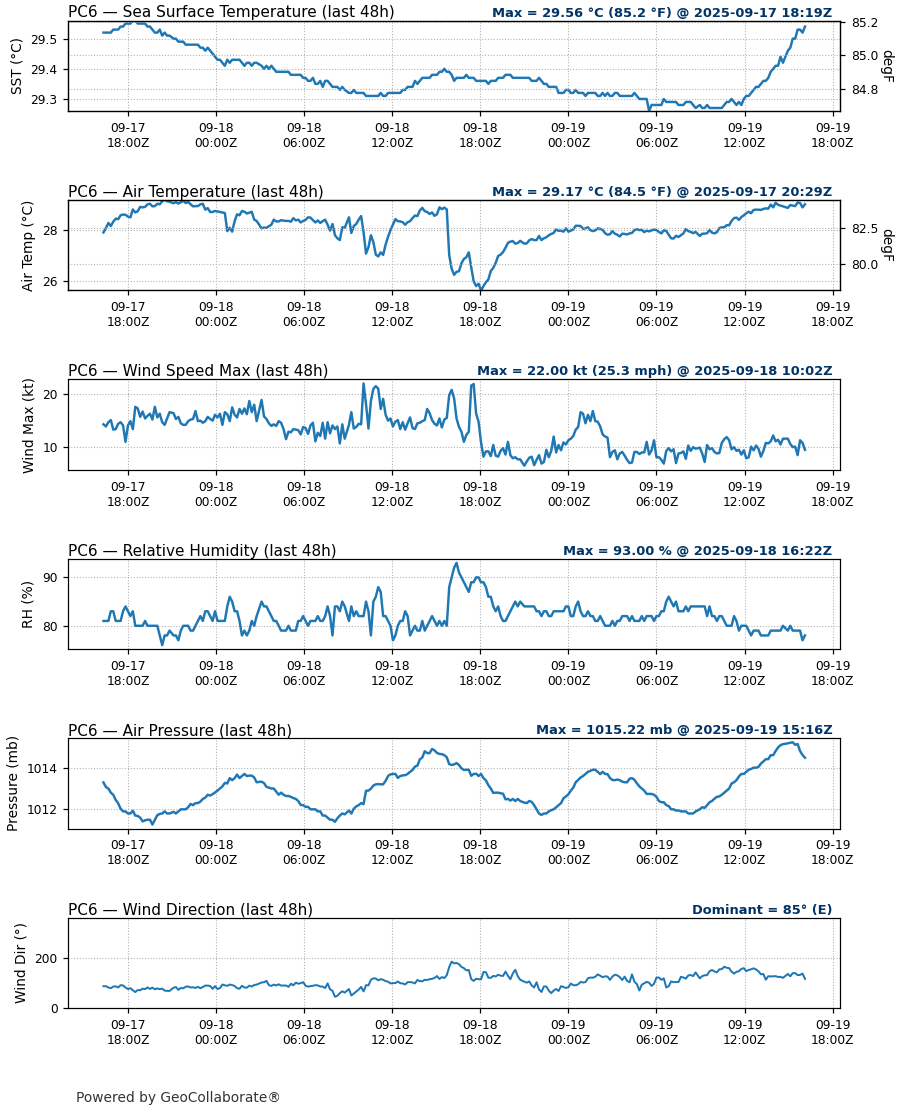 PC6 — Sea Surface Temperature (last 48h)
Max = 29.56 °C (85.2 °F) @ 2025-09-17 18:19Z
SST (°C)
29.5
29.4
29.3
85.2
85.0
84.8
degF
09-17 09-18 09-18 09-18 09-18 09-19 09-19 09-19 09-19
18:00Z 00:00Z 06:00Z 12:00Z 18:00Z 00:00Z 06:00Z 12:00Z 18:00Z
PC6 — Air Temperature (last 48h)
Max = 29.17 °C (84.5 °F) @ 2025-09-17 20:29Z
Air Temp (°C)
28
26
82.5
80.0
degF
09-17 09-18 09-18 09-18 09-18 09-19 09-19 09-19 09-19
18:00Z 00:00Z 06:00Z 12:00Z 18:00Z 00:00Z 06:00Z 12:00Z 18:00Z
PC6 — Wind Speed Max (last 48h)
Max = 22.00 kt (25.3 mph) @ 2025-09-18 10:02Z
Wind Max (kt)
20
10
09-17 09-18 09-18 09-18 09-18 09-19 09-19 09-19 09-19
18:00Z 00:00Z 06:00Z 12:00Z 18:00Z 00:00Z 06:00Z 12:00Z 18:00Z
PC6 — Relative Humidity (last 48h)
Max = 93.00 % @ 2025-09-18 16:22Z
RH (%)
90
80
09-17 09-18 09-18 09-18 09-18 09-19 09-19 09-19 09-19
18:00Z 00:00Z 06:00Z 12:00Z 18:00Z 00:00Z 06:00Z 12:00Z 18:00Z
PC6 — Air Pressure (last 48h)
Max = 1015.22 mb @ 2025-09-19 15:16Z
Pressure (mb)
1014
1012
09-17 09-18 09-18 09-18 09-18 09-19 09-19 09-19 09-19
18:00Z 00:00Z 06:00Z 12:00Z 18:00Z 00:00Z 06:00Z 12:00Z 18:00Z
PC6 — Wind Direction (last 48h)
Dominant = 85° (E)
Wind Dir (°)
200
0
09-17 09-18 09-18 09-18 09-18 09-19 09-19 09-19 09-19
18:00Z 00:00Z 06:00Z 12:00Z 18:00Z 00:00Z 06:00Z 12:00Z 18:00Z
Powered by GeoCollaborate®